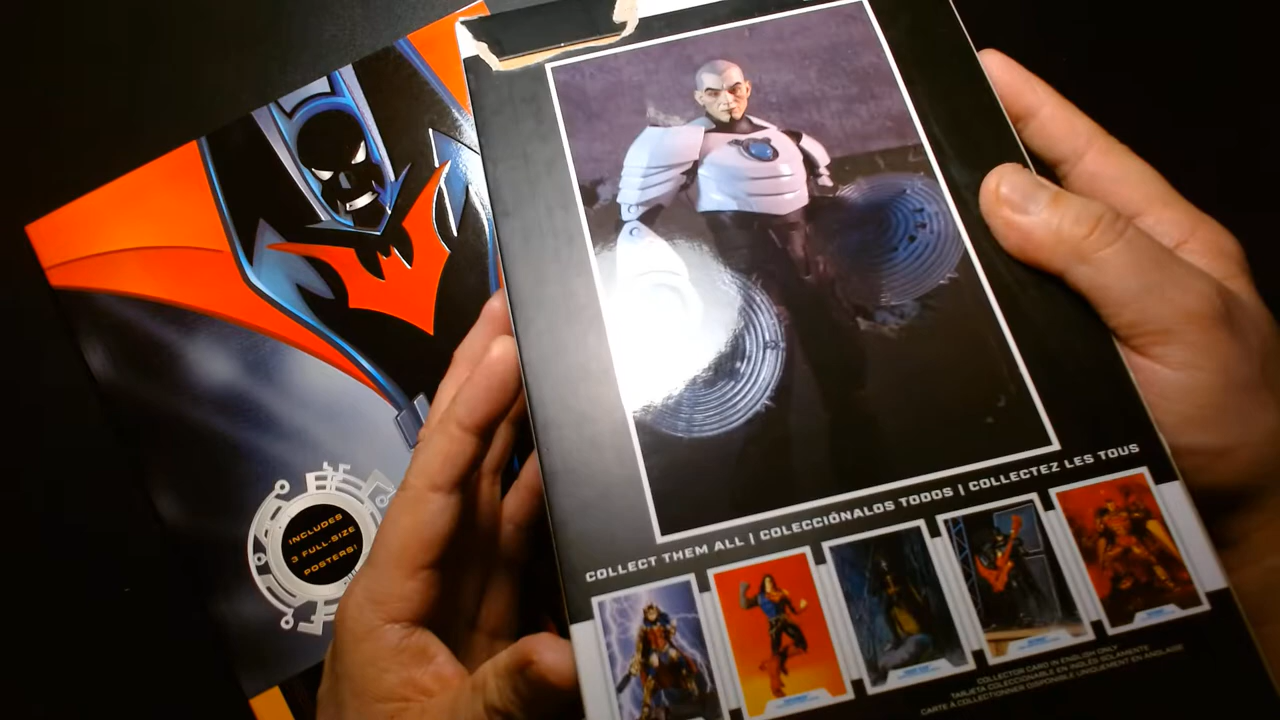 INCLUDES
3 FULL-SIZE
POSTERS!
COLLECT THEM ALL | COLECCIÓNALOS TODOS | COLLECTEZ LES TOUS
COLLECTOR CARD IN ENGLISH ONLY
TARJETA COLECCIONABLE EN INGLÉS SOLAMENTE
CARTE À COLLECTIONNER DISPONIBLE UNIQUEMENT EN ANGLAIS